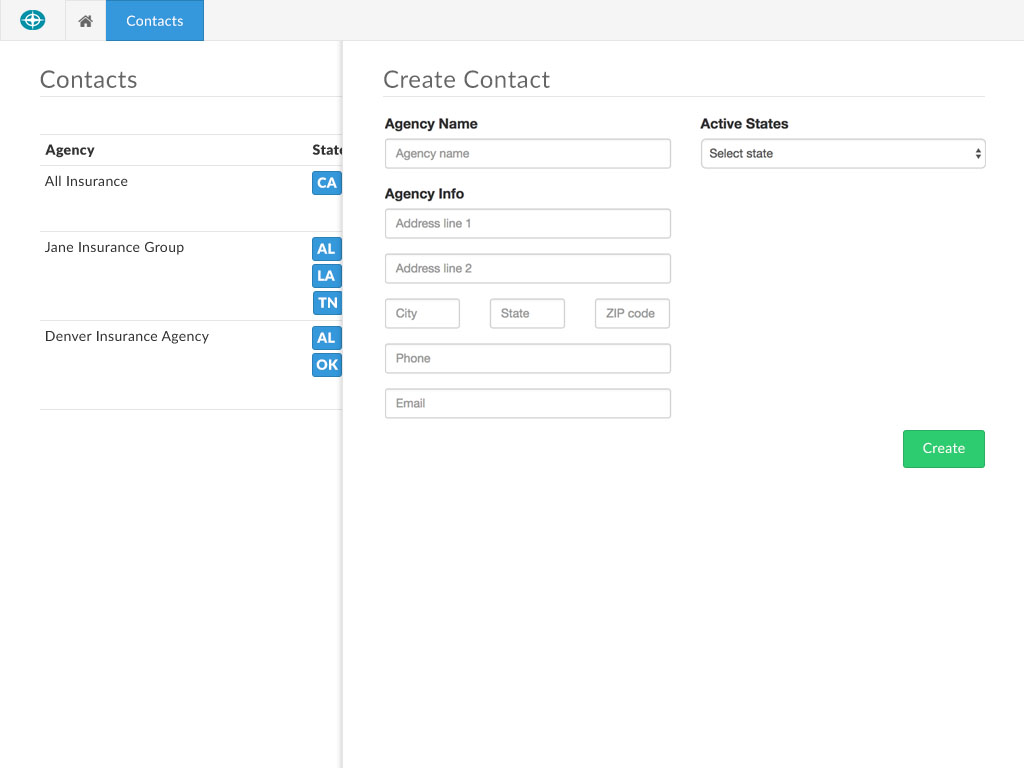 Contacts
Contacts
Agency
State
All Insurance
CA
Jane Insurance Group
AL
LA
TN
Denver Insurance Agency
AL
OK
Create Contact
Agency Name
Active States
Agency name
Select state
Agency Info
Address line 1
Address line 2
City
State
ZIP code
Phone
Email
Create